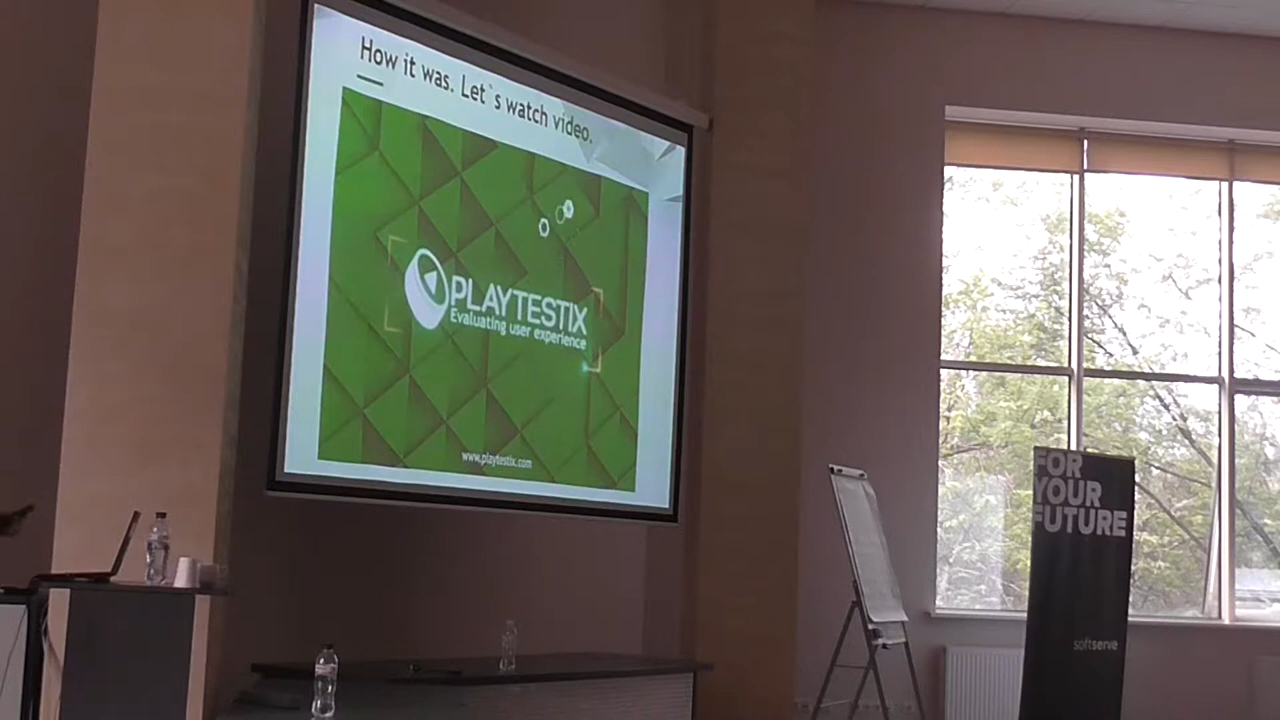 How it was. Let`s watch video.
PLAYTESTIX
Evaluating user experience
www.playtestix.com
FOR
YOUR
FUTURE
softserve